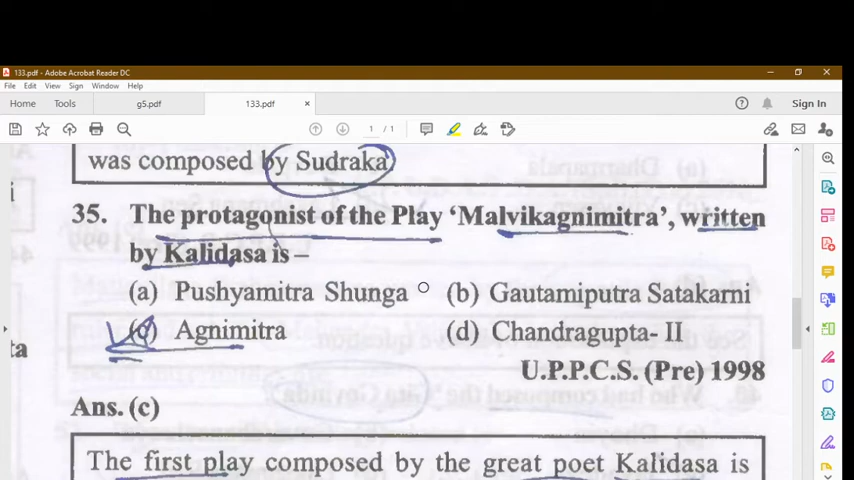 133.pdf - Adobe Acrobat Reader DC
File Edit View Sign Window Help
Home Tools g5.pdf 133.pdf × Sign In
1 / 1
was composed by Sudraka
35. The protagonist of the Play ‘Malvikagnimitra’, written
by Kalidasa is –
(a) Pushyamitra Shunga (b) Gautamiputra Satakarni
(c) Agnimitra (d) Chandragupta- II
ta
U.P.P.C.S. (Pre) 1998
Ans. (c)
The first play composed by the great poet Kalidasa is